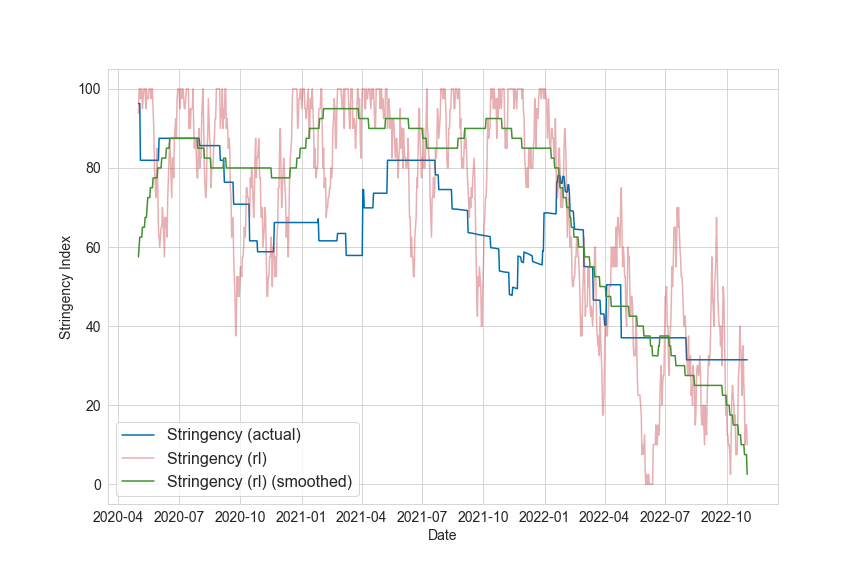 100
80
60
40
20
0
Stringency Index
Stringency (actual)
Stringency (rl)
Stringency (rl) (smoothed)
2020-04 2020-07 2020-10 2021-01 2021-04 2021-07 2021-10 2022-01 2022-04 2022-07 2022-10
Date